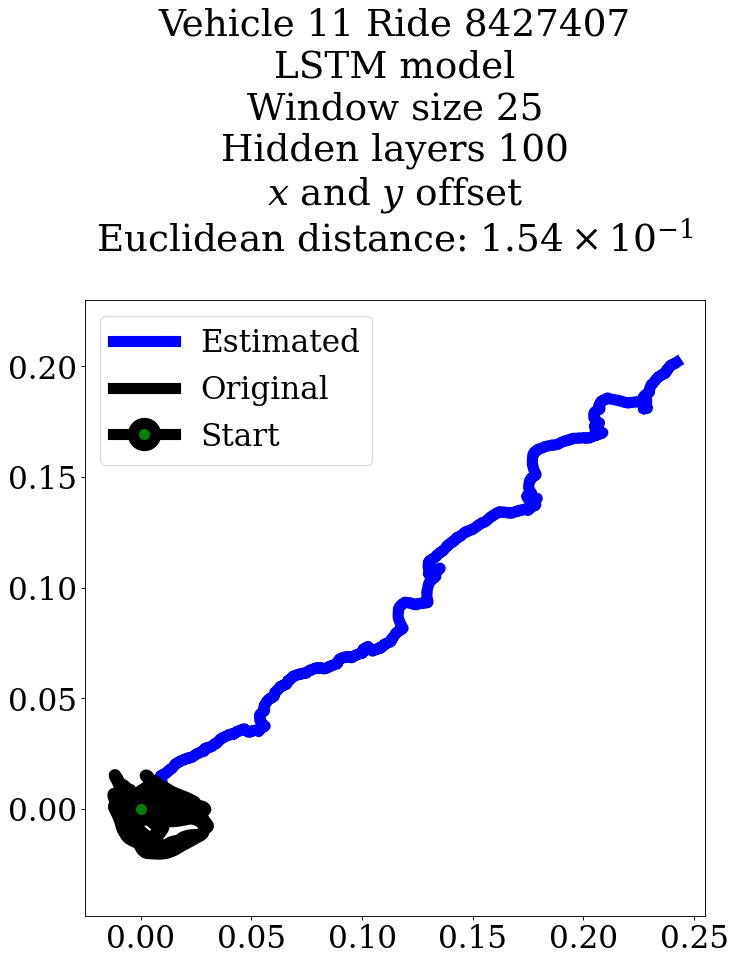 Vehicle 11 Ride 8427407
LSTM model
Window size 25
Hidden layers 100
x and y offset
Euclidean distance: 1.54 × 10⁻¹
Estimated
Original
Start
0.20
0.15
0.10
0.05
0.00
0.00 0.05 0.10 0.15 0.20 0.25